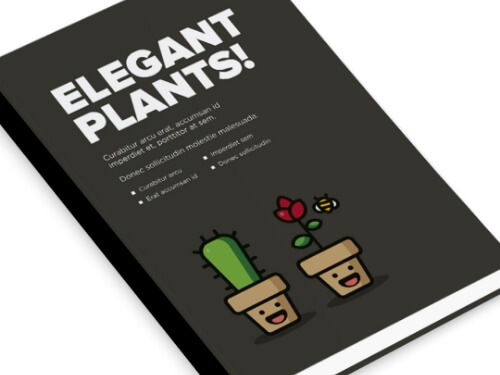 ELEGANT
PLANTS!
Curabitur arcu erat, accumsan id
imperdiet et, porttitor at sem.
Donec sollicitudin molestie malesuada.
Curabitur arcu
Erat accumsan id
Imperdiet sem
Donec sollicitudin